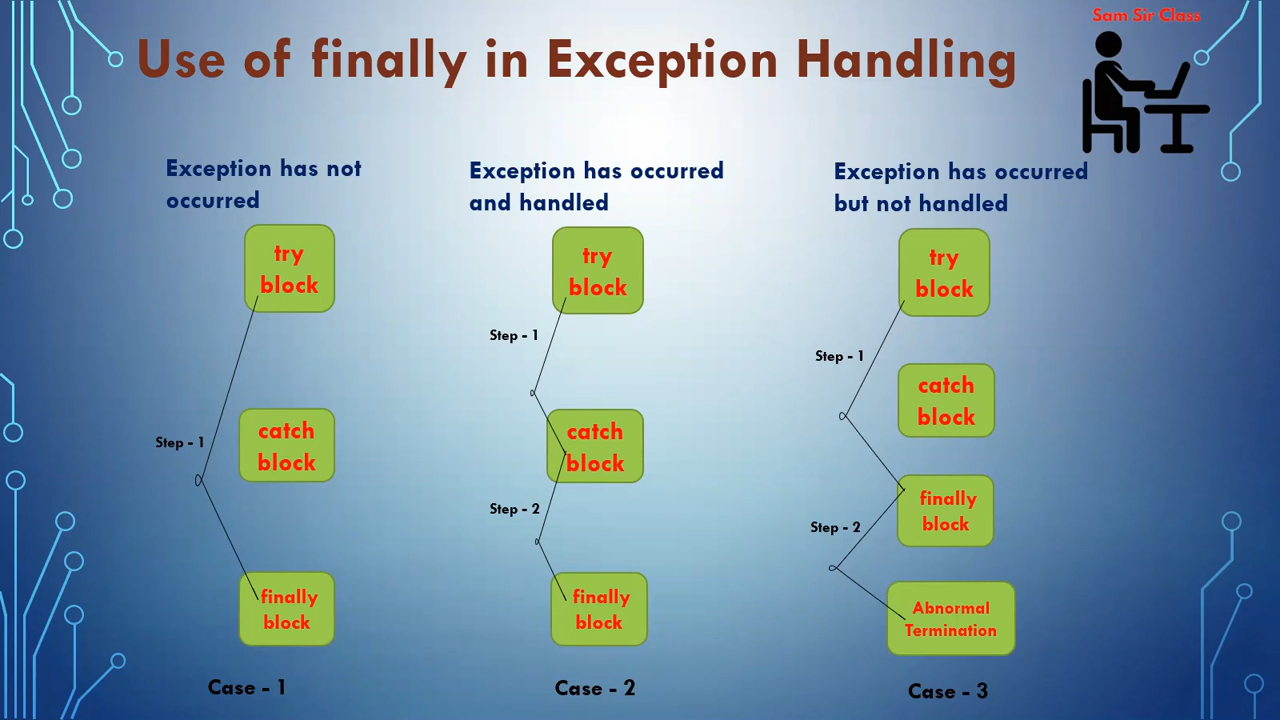 Sam Sir Class
Use of finally in Exception Handling
Exception has not
occurred
try
block
Step - 1
catch
block
finally
block
Case - 1
Exception has occurred
and handled
try
block
Step - 1
catch
block
Step - 2
finally
block
Case - 2
Exception has occurred
but not handled
try
block
Step - 1
catch
block
finally
block
Step - 2
Abnormal
Termination
Case - 3